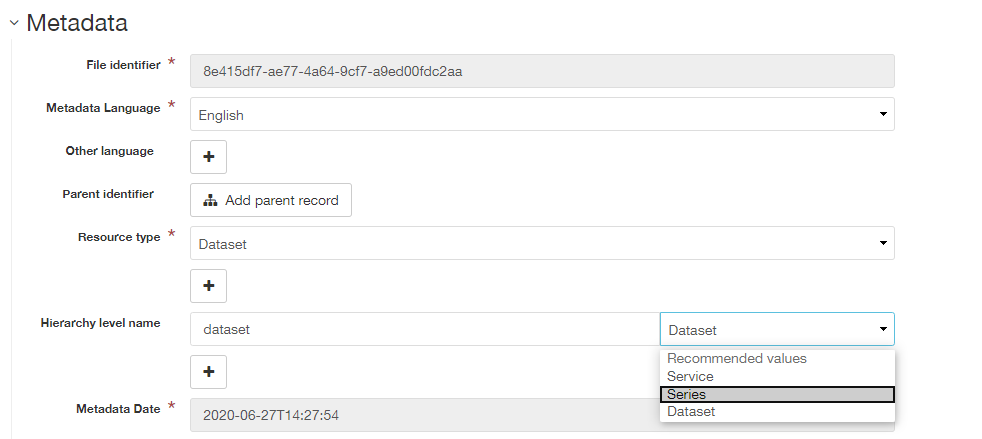 Metadata
File identifier *
8e415df7-ae77-4a64-9cf7-a9ed00fdc2aa
Metadata Language *
English
Other language
+
Parent identifier
Add parent record
Resource type *
Dataset
+
Hierarchy level name
dataset
Dataset
Recommended values
Service
Series
Dataset
+
Metadata Date *
2020-06-27T14:27:54